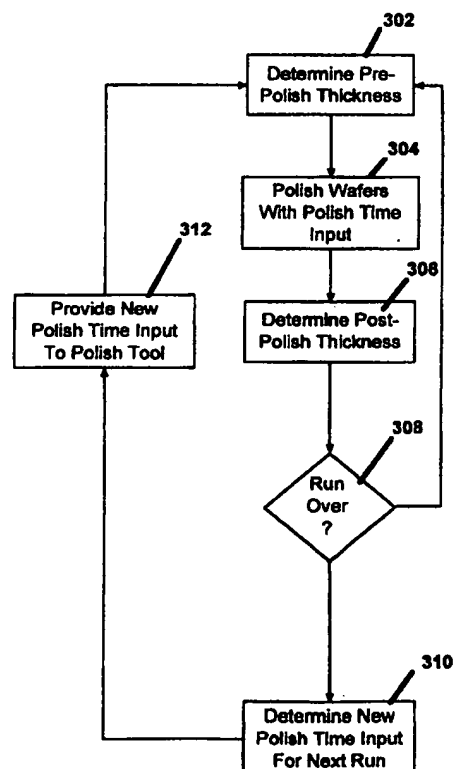 302
Determine Pre-
Polish Thickness
304
Polish Wafers
With Polish Time
Input
312
306
Provide New
Polish Time Input
To Polish Tool
Determine Post-
Polish Thickness
308
Run
Over
?
310
Determine New
Polish Time Input
For Next Run